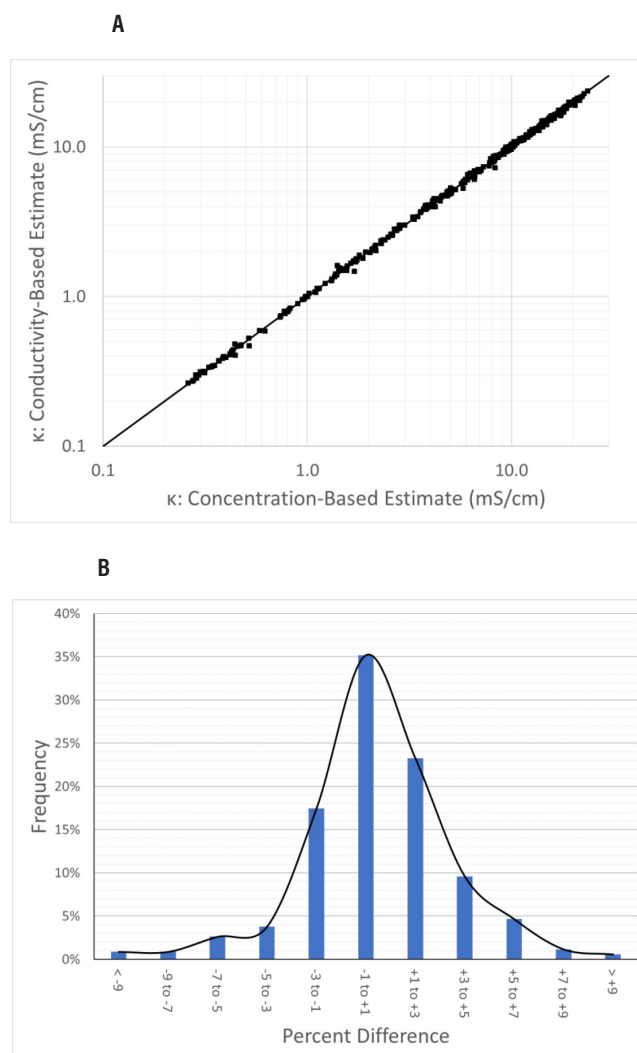 A
κ: Conductivity-Based Estimate (mS/cm)
10.0
1.0
0.1
0.1 1.0 10.0
κ: Concentration-Based Estimate (mS/cm)
B
Frequency
40%
35%
30%
25%
20%
15%
10%
5%
0%
< -9 -9 to -7 -7 to -5 -5 to -3 -3 to -1 -1 to +1 +1 to +3 +3 to +5 +5 to +7 +7 to +9 > +9
Percent Difference